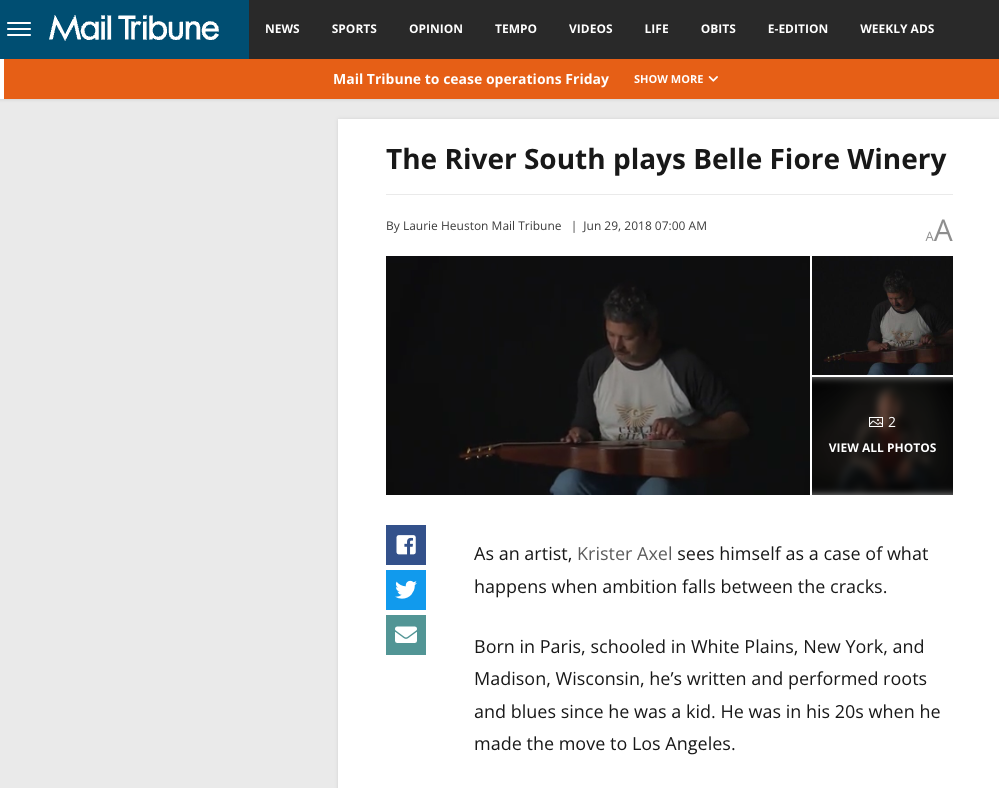 Mail Tribune
NEWS SPORTS OPINION TEMPO VIDEOS LIFE OBITS E-EDITION WEEKLY ADS
Mail Tribune to cease operations Friday SHOW MORE
The River South plays Belle Fiore Winery
By Laurie Heuston Mail Tribune | Jun 29, 2018 07:00 AM
AA
2
VIEW ALL PHOTOS
As an artist, Krister Axel sees himself as a case of what
happens when ambition falls between the cracks.
Born in Paris, schooled in White Plains, New York, and
Madison, Wisconsin, he’s written and performed roots
and blues since he was a kid. He was in his 20s when he
made the move to Los Angeles.